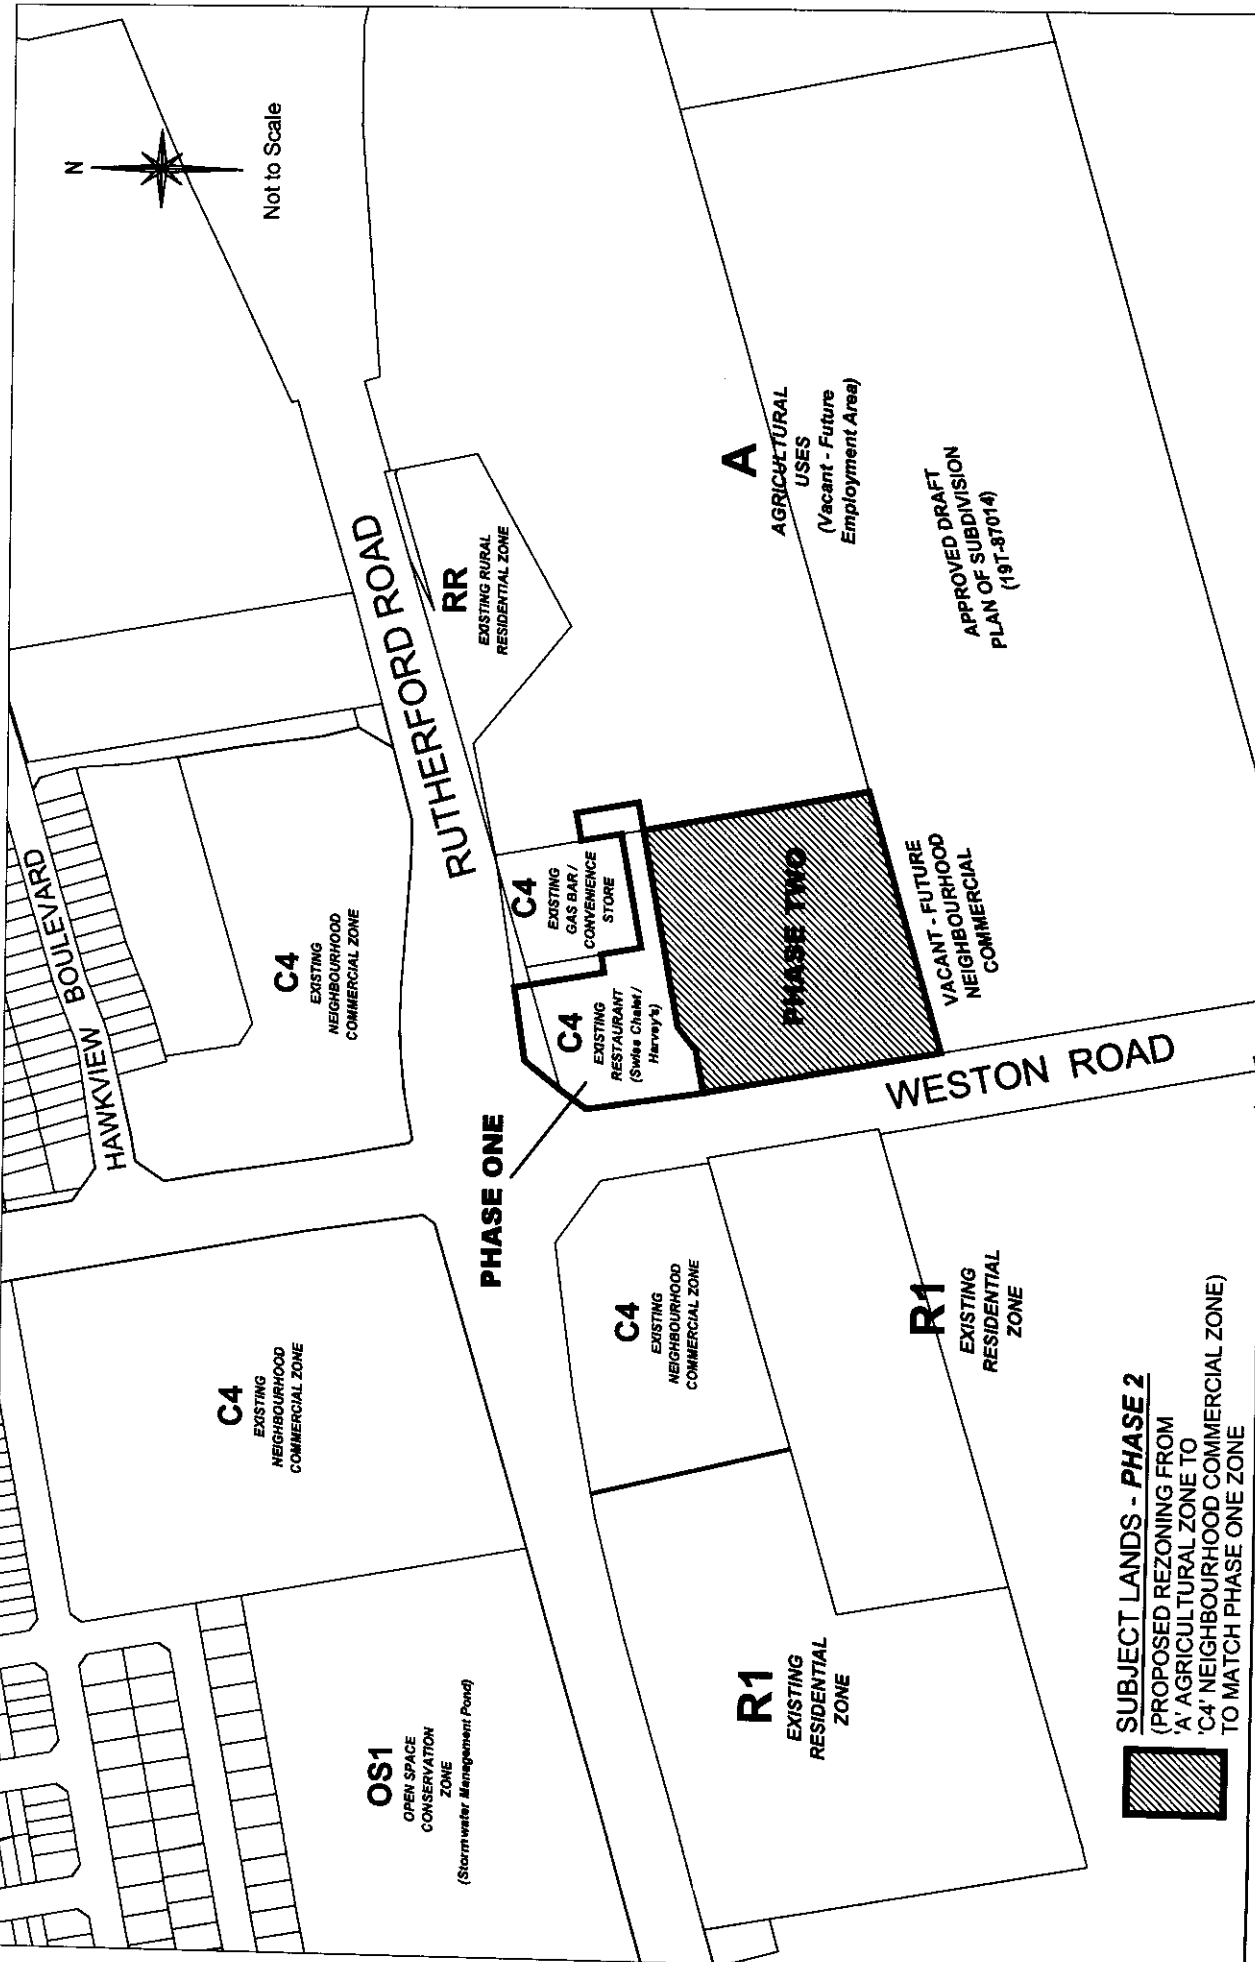 N
Not to Scale
HAWKVIEW BOULEVARD
C4
EXISTING
NEIGHBOURHOOD
COMMERCIAL ZONE
RUTHERFORD ROAD
RR
EXISTING RURAL
RESIDENTIAL ZONE
C4
EXISTING
NEIGHBOURHOOD
COMMERCIAL ZONE
OS1
OPEN SPACE
CONSERVATION
ZONE
(Stormwater Management Pond)
PHASE ONE
C4
EXISTING
RESTAURANT
(Swiss Chalet /
Harvey's)
C4
EXISTING
GAS BAR /
CONVENIENCE
STORE
A
AGRICULTURAL
USES
(Vacant - Future
Employment Area)
C4
EXISTING
NEIGHBOURHOOD
COMMERCIAL ZONE
PHASE TWO
R1
EXISTING
RESIDENTIAL
ZONE
R1
EXISTING
RESIDENTIAL
ZONE
WESTON ROAD
VACANT - FUTURE
NEIGHBOURHOOD
COMMERCIAL
APPROVED DRAFT
PLAN OF SUBDIVISION
(19T-87014)
SUBJECT LANDS - PHASE 2
(PROPOSED REZONING FROM
'A' AGRICULTURAL ZONE TO
'C4' NEIGHBOURHOOD COMMERCIAL ZONE)
TO MATCH PHASE ONE ZONE